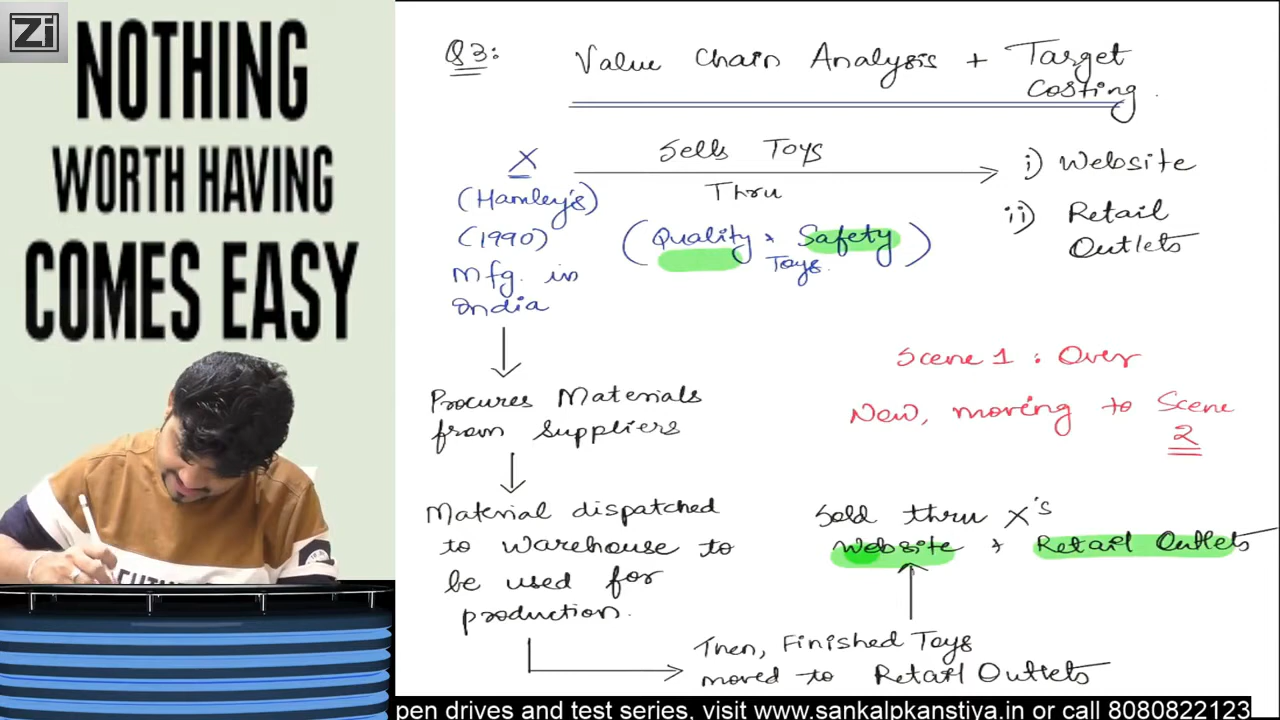 Zi
NOTHING
WORTH HAVING
COMES EASY
Q3:
Value Chain Analysis + Target
Costing
X
(Hamley's)
(1990)
Mfg. in
India
Sells Toys
Thru
(Quality & Safety
Toys.)
i) Website
ii) Retail
Outlets
Procures Materials
from Suppliers
Scene 1 : Over
Now, moving to Scene
2
Material dispatched
to Warehouse to
be used for
production.
Sold thru X's
Website + Retail Outlets
Then, Finished Toys
moved to Retail Outlets
pen drives and test series, visit www.sankalpkanstiya.in or call 8080822123